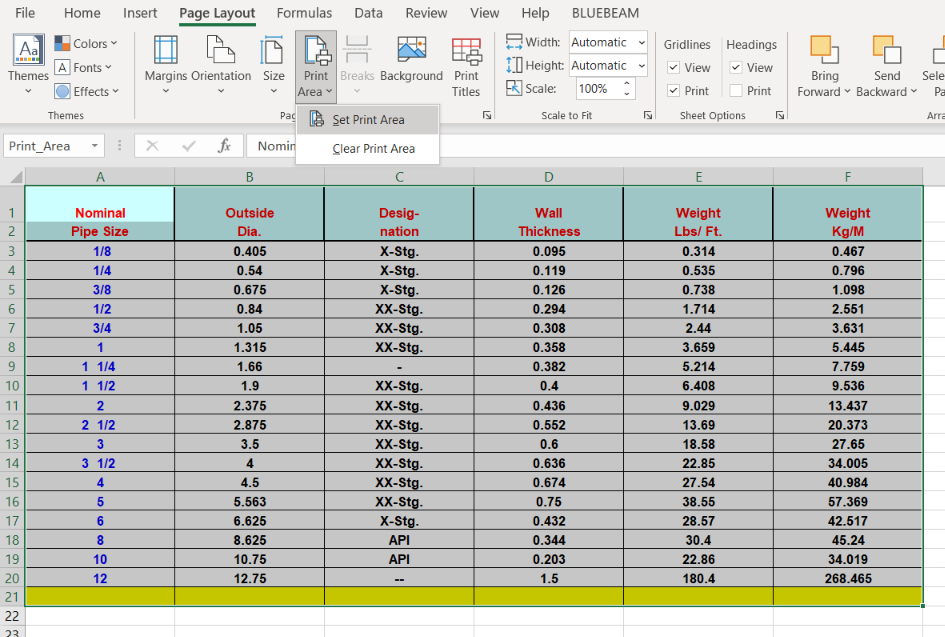 File Home Insert Page Layout Formulas Data Review View Help BLUEBEAM
Aa Colors Width: Automatic Gridlines Headings
A Fonts Height: Automatic View View
Themes Effects Margins Orientation Size Print Area Breaks Background Print Titles Scale: 100% Print Print Bring Forward Send Backward
Themes Scale to Fit Sheet Options
Set Print Area
Clear Print Area
Print_Area fx
A B C D E F
1 Nominal Outside Desig- Wall Weight Weight
2 Pipe Size Dia. nation Thickness Lbs/ Ft. Kg/M
3 1/8 0.405 X-Stg. 0.095 0.314 0.467
4 1/4 0.54 X-Stg. 0.119 0.535 0.796
5 3/8 0.675 X-Stg. 0.126 0.738 1.098
6 1/2 0.84 XX-Stg. 0.294 1.714 2.551
7 3/4 1.05 XX-Stg. 0.308 2.44 3.631
8 1 1.315 XX-Stg. 0.358 3.659 5.445
9 1 1/4 1.66 - 0.382 5.214 7.759
10 1 1/2 1.9 XX-Stg. 0.4 6.408 9.536
11 2 2.375 XX-Stg. 0.436 9.029 13.437
12 2 1/2 2.875 XX-Stg. 0.552 13.69 20.373
13 3 3.5 XX-Stg. 0.6 18.58 27.65
14 3 1/2 4 XX-Stg. 0.636 22.85 34.005
15 4 4.5 XX-Stg. 0.674 27.54 40.984
16 5 5.563 XX-Stg. 0.75 38.55 57.369
17 6 6.625 X-Stg. 0.432 28.57 42.517
18 8 8.625 API 0.344 30.4 45.24
19 10 10.75 API 0.203 22.86 34.019
20 12 12.75 -- 1.5 180.4 268.465
21
22
23